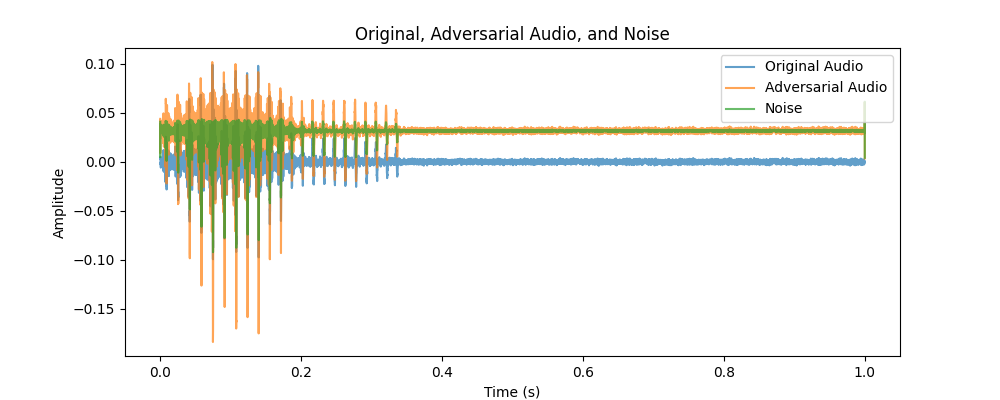 Original, Adversarial Audio, and Noise
Original Audio
Adversarial Audio
Noise
0.10
0.05
0.00
−0.05
−0.10
−0.15
Amplitude
0.0 0.2 0.4 0.6 0.8 1.0
Time (s)